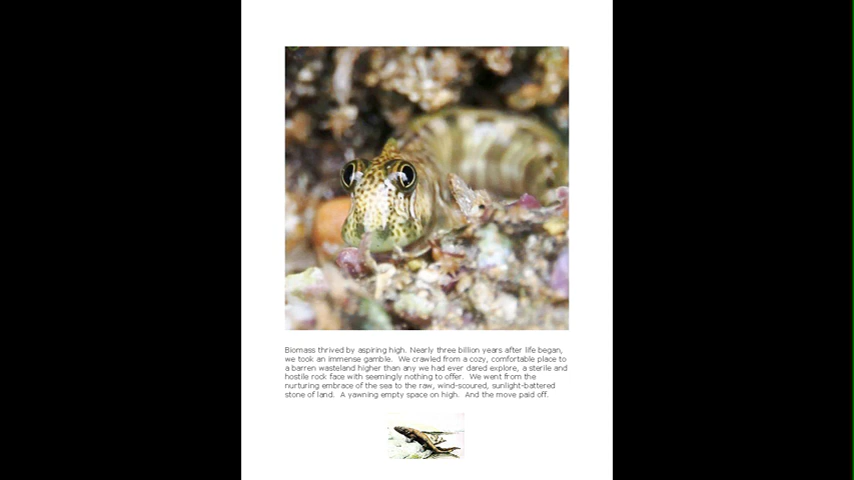 Biomass thrived by aspiring high. Nearly three billion years after life began,
we took an immense gamble.  We crawled from a cozy, comfortable place to
a barren wasteland higher than any we had ever dared explore, a sterile and
hostile rock face with seemingly nothing to offer.  We went from the
nurturing embrace of the sea to the raw, wind-scoured, sunlight-battered
stone of land.  A yawning empty space on high.  And the move paid off.